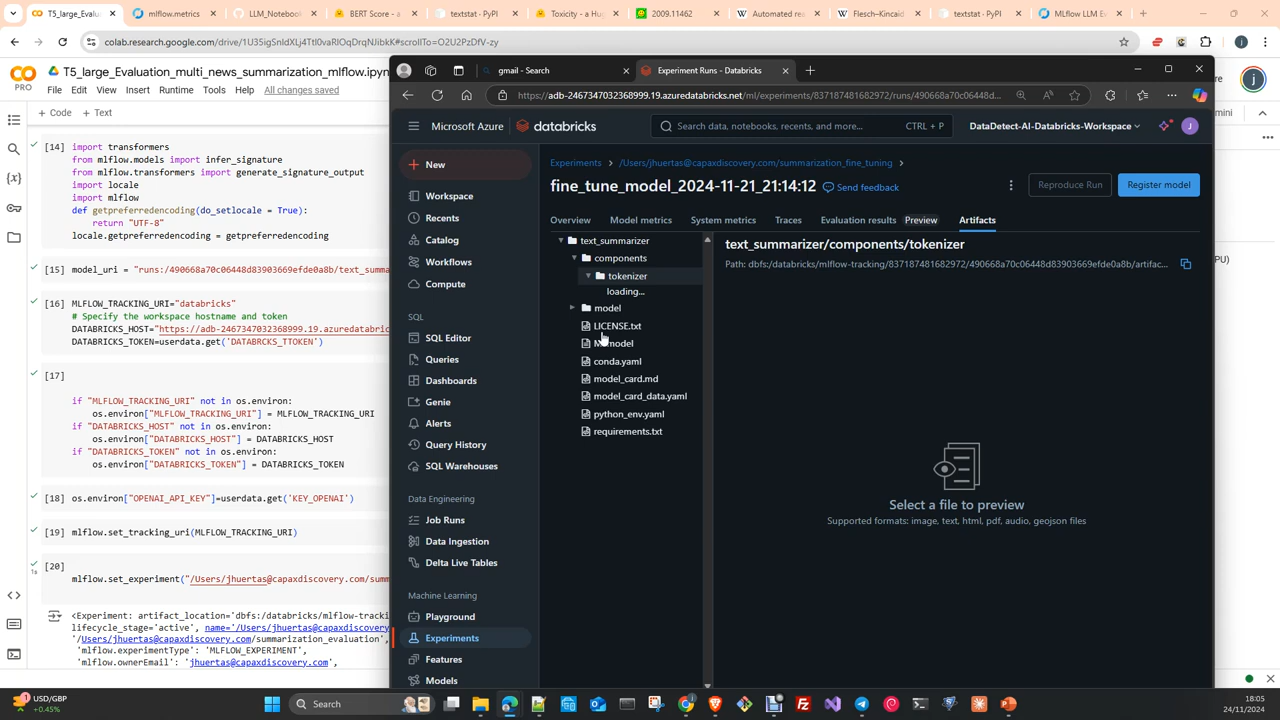 T5_large_Evaluation
mlflow.metrics
LLM_Notebook
BERT Score - a
textstat - PyPI
Toxicity - a Hu
2009.11462
Automated rea
Flesch–Kincaid
textstat - PyPI
MLflow LLM E
colab.research.google.com/drive/
PRO
T5_large_Evaluation_multi_news_summarization_mlflow.ipynb
File Edit View Insert Runtime Tools Help All changes saved
+ Code + Text
[14] import transformers
from mlflow.models import infer_signature
from mlflow.transformers import generate_signature_output
import locale
import mlflow
def getpreferredencoding(do_setlocale = True):
return "UTF-8"
locale.getpreferredencoding = getpreferredencoding
[15] model_uri = "runs:/490668a70c06448d83903669efde0a8b/text_summa
[16] MLFLOW_TRACKING_URI="databricks"
# Specify the workspace hostname and token
DATABRICKS_HOST="https://adb-2467347032368999.19.azuredatabric
DATABRICKS_TOKEN=userdata.get('DATABRCKS_TTOKEN')
[17]
if "MLFLOW_TRACKING_URI" not in os.environ:
os.environ["MLFLOW_TRACKING_URI"] = MLFLOW_TRACKING_URI
if "DATABRICKS_HOST" not in os.environ:
os.environ["DATABRICKS_HOST"] = DATABRICKS_HOST
if "DATABRICKS_TOKEN" not in os.environ:
os.environ["DATABRICKS_TOKEN"] = DATABRICKS_TOKEN
[18] os.environ["OPENAI_API_KEY"]=userdata.get('KEY_OPENAI')
[19] mlflow.set_tracking_uri(MLFLOW_TRACKING_URI)
[20]
mlflow.set_experiment("/Users/jhuertas@capaxdiscovery.com/summ
<Experiment: artifact_location='dbfs:/databricks/mlflow-tracki
lifecycle_stage='active', name='/Users/jhuertas@capaxdiscovery
'/Users/jhuertas@capaxdiscovery.com/summarization_evaluation',
'mlflow.experimentType': 'MLFLOW_EXPERIMENT',
'mlflow.ownerEmail': 'jhuertas@capaxdiscovery.com',
gmail - Search
Experiment Runs - Databricks
https://adb-2467347032368999.19.azuredatabricks.net/ml/experiments/837187481682972/runs/490668a70c06448d...
Microsoft Azure
databricks
Search data, notebooks, recents, and more... CTRL + P
DataDetect-AI-Databricks-Workspace
J
New
Workspace
Recents
Catalog
Workflows
Compute
SQL
SQL Editor
Queries
Dashboards
Genie
Alerts
Query History
SQL Warehouses
Data Engineering
Job Runs
Data Ingestion
Delta Live Tables
Machine Learning
Playground
Experiments
Features
Models
Experiments > /Users/jhuertas@capaxdiscovery.com/summarization_fine_tuning >
fine_tune_model_2024-11-21_21:14:12 Send feedback
Reproduce Run
Register model
Overview Model metrics System metrics Traces Evaluation results Preview Artifacts
text_summarizer
components
tokenizer
loading...
model
LICENSE.txt
MLmodel
conda.yaml
model_card.md
model_card_data.yaml
python_env.yaml
requirements.txt
text_summarizer/components/tokenizer
Path: dbfs:/databricks/mlflow-tracking/837187481682972/490668a70c06448d83903669efde0a8b/artifac...
Select a file to preview
Supported formats: image, text, html, pdf, audio, geojson files
USD/GBP
+0.45%
Search
18:05
24/11/2024